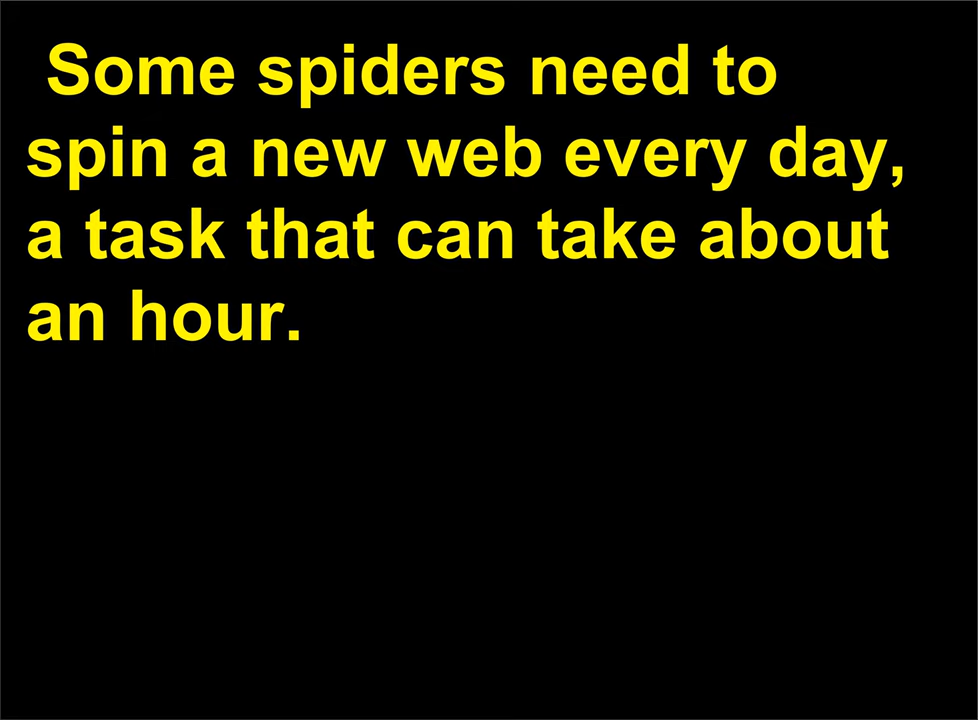 Some spiders need to
spin a new web every day,
a task that can take about
an hour.